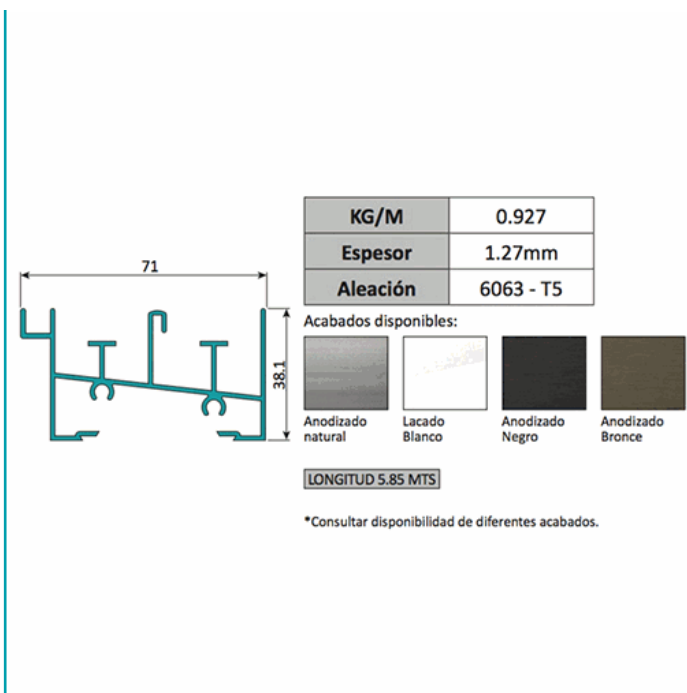 KG/M 0.927
Espesor 1.27mm
Aleación 6063 - T5
71
38.1
Acabados disponibles:
Anodizado natural
Lacado Blanco
Anodizado Negro
Anodizado Bronce
LONGITUD 5.85 MTS
*Consultar disponibilidad de diferentes acabados.